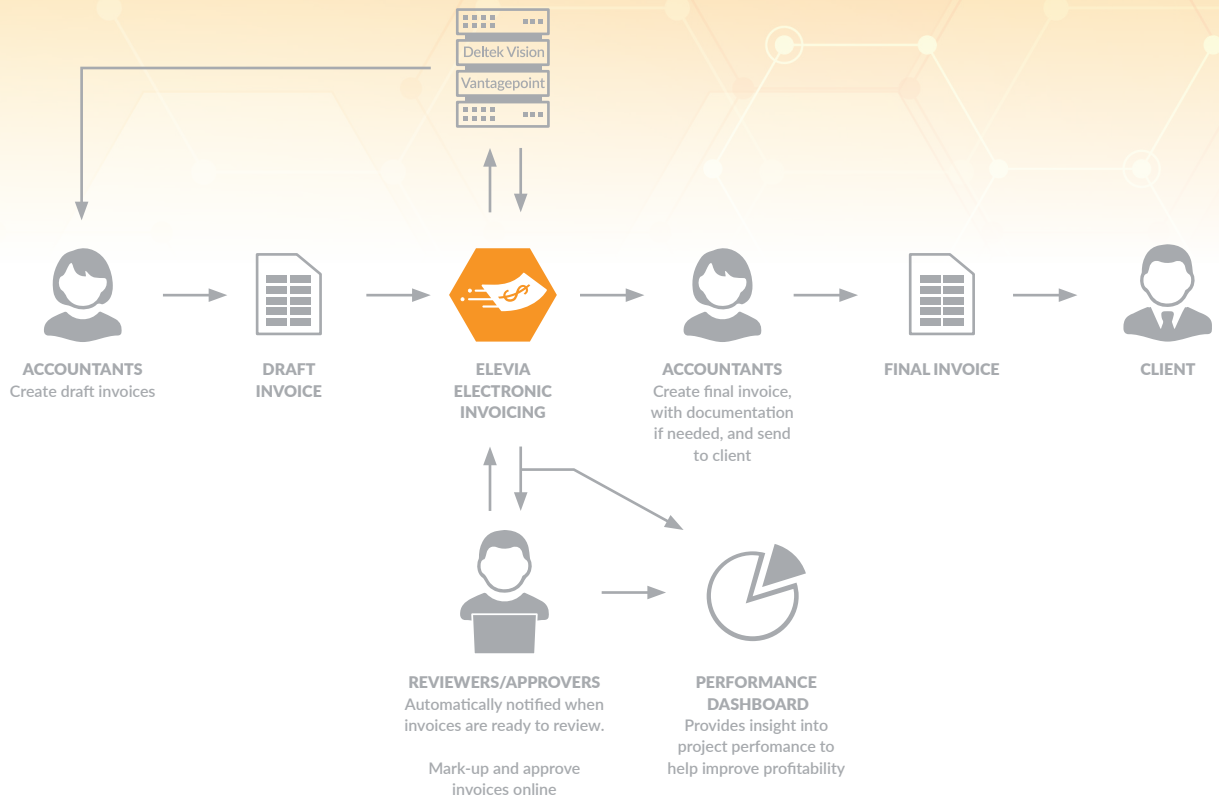 Deltek Vision
Vantagepoint
ACCOUNTANTS
Create draft invoices
DRAFT
INVOICE
ELEVIA
ELECTRONIC
INVOICING
ACCOUNTANTS
Create final invoice,
with documentation
if needed, and send
to client
FINAL INVOICE
CLIENT
REVIEWERS/APPROVERS
Automatically notified when
invoices are ready to review.
Mark-up and approve
invoices online
PERFORMANCE
DASHBOARD
Provides insight into
project perfomance to
help improve profitability